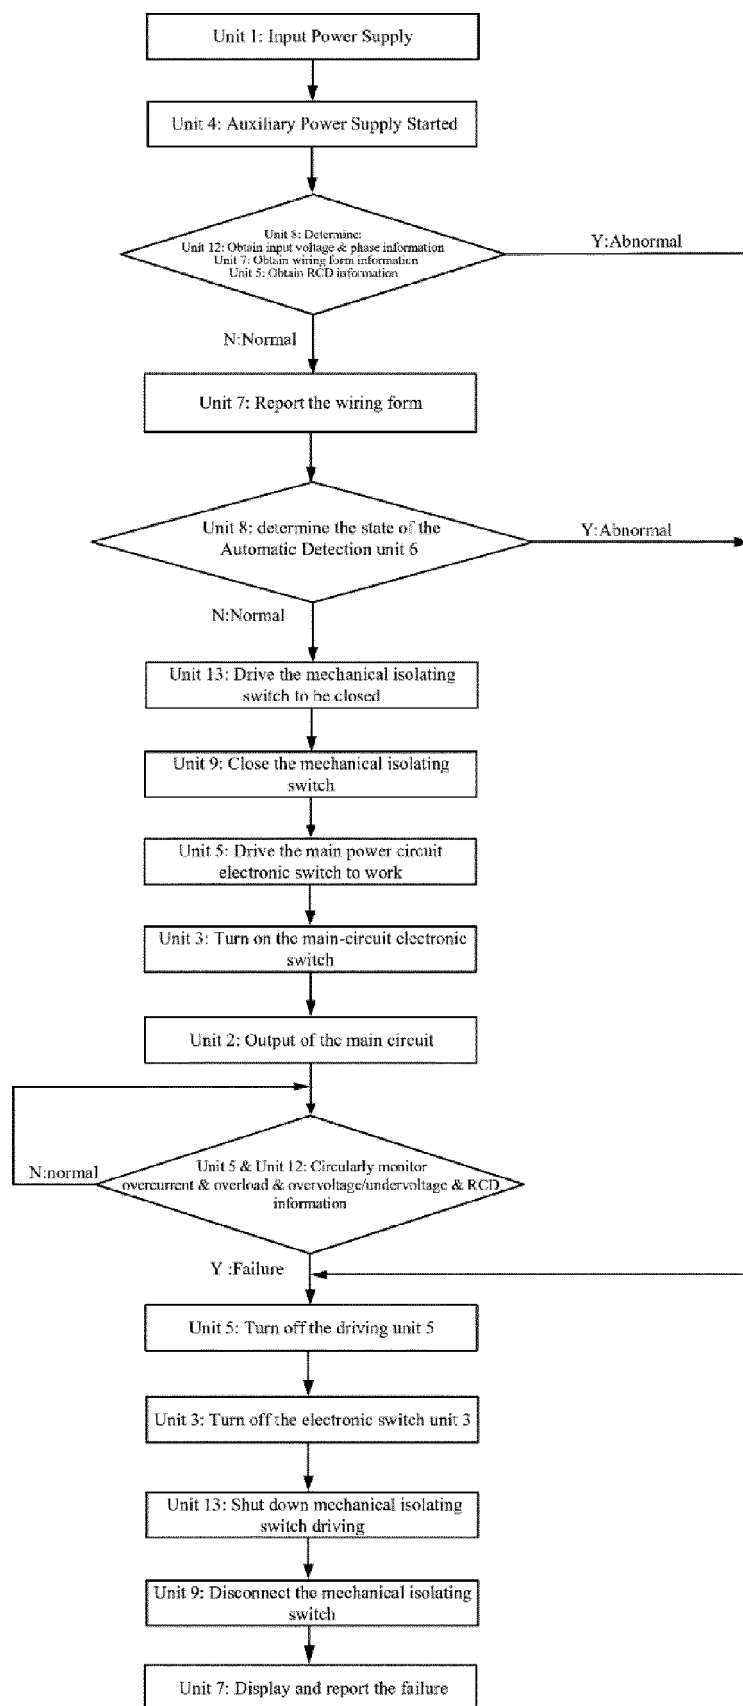 Unit 1: Input Power Supply
Unit 4: Auxiliary Power Supply Started
Unit 8: Determine:
Unit 12: Obtain input voltage & phase information
Unit 7: Obtain wiring form information
Unit 5: Obtain RCD information
Y:Abnormal
N:Normal
Unit 7: Report the wiring form
Unit 8: determine the state of the
Automatic Detection unit 6
Y:Abnormal
N:Normal
Unit 13: Drive the mechanical isolating
switch to be closed
Unit 9: Close the mechanical isolating
switch
Unit 5: Drive the main power circuit
electronic switch to work
Unit 3: Turn on the main-circuit electronic
switch
Unit 2: Output of the main circuit
N:normal
Unit 5 & Unit 12: Circularly monitor
overcurrent & overload & overvoltage/undervoltage & RCD
information
Y :Failure
Unit 5: Turn off the driving unit 5
Unit 3: Turn off the electronic switch unit 3
Unit 13: Shut down mechanical isolating
switch driving
Unit 9: Disconnect the mechanical isolating
switch
Unit 7: Display and report the failure